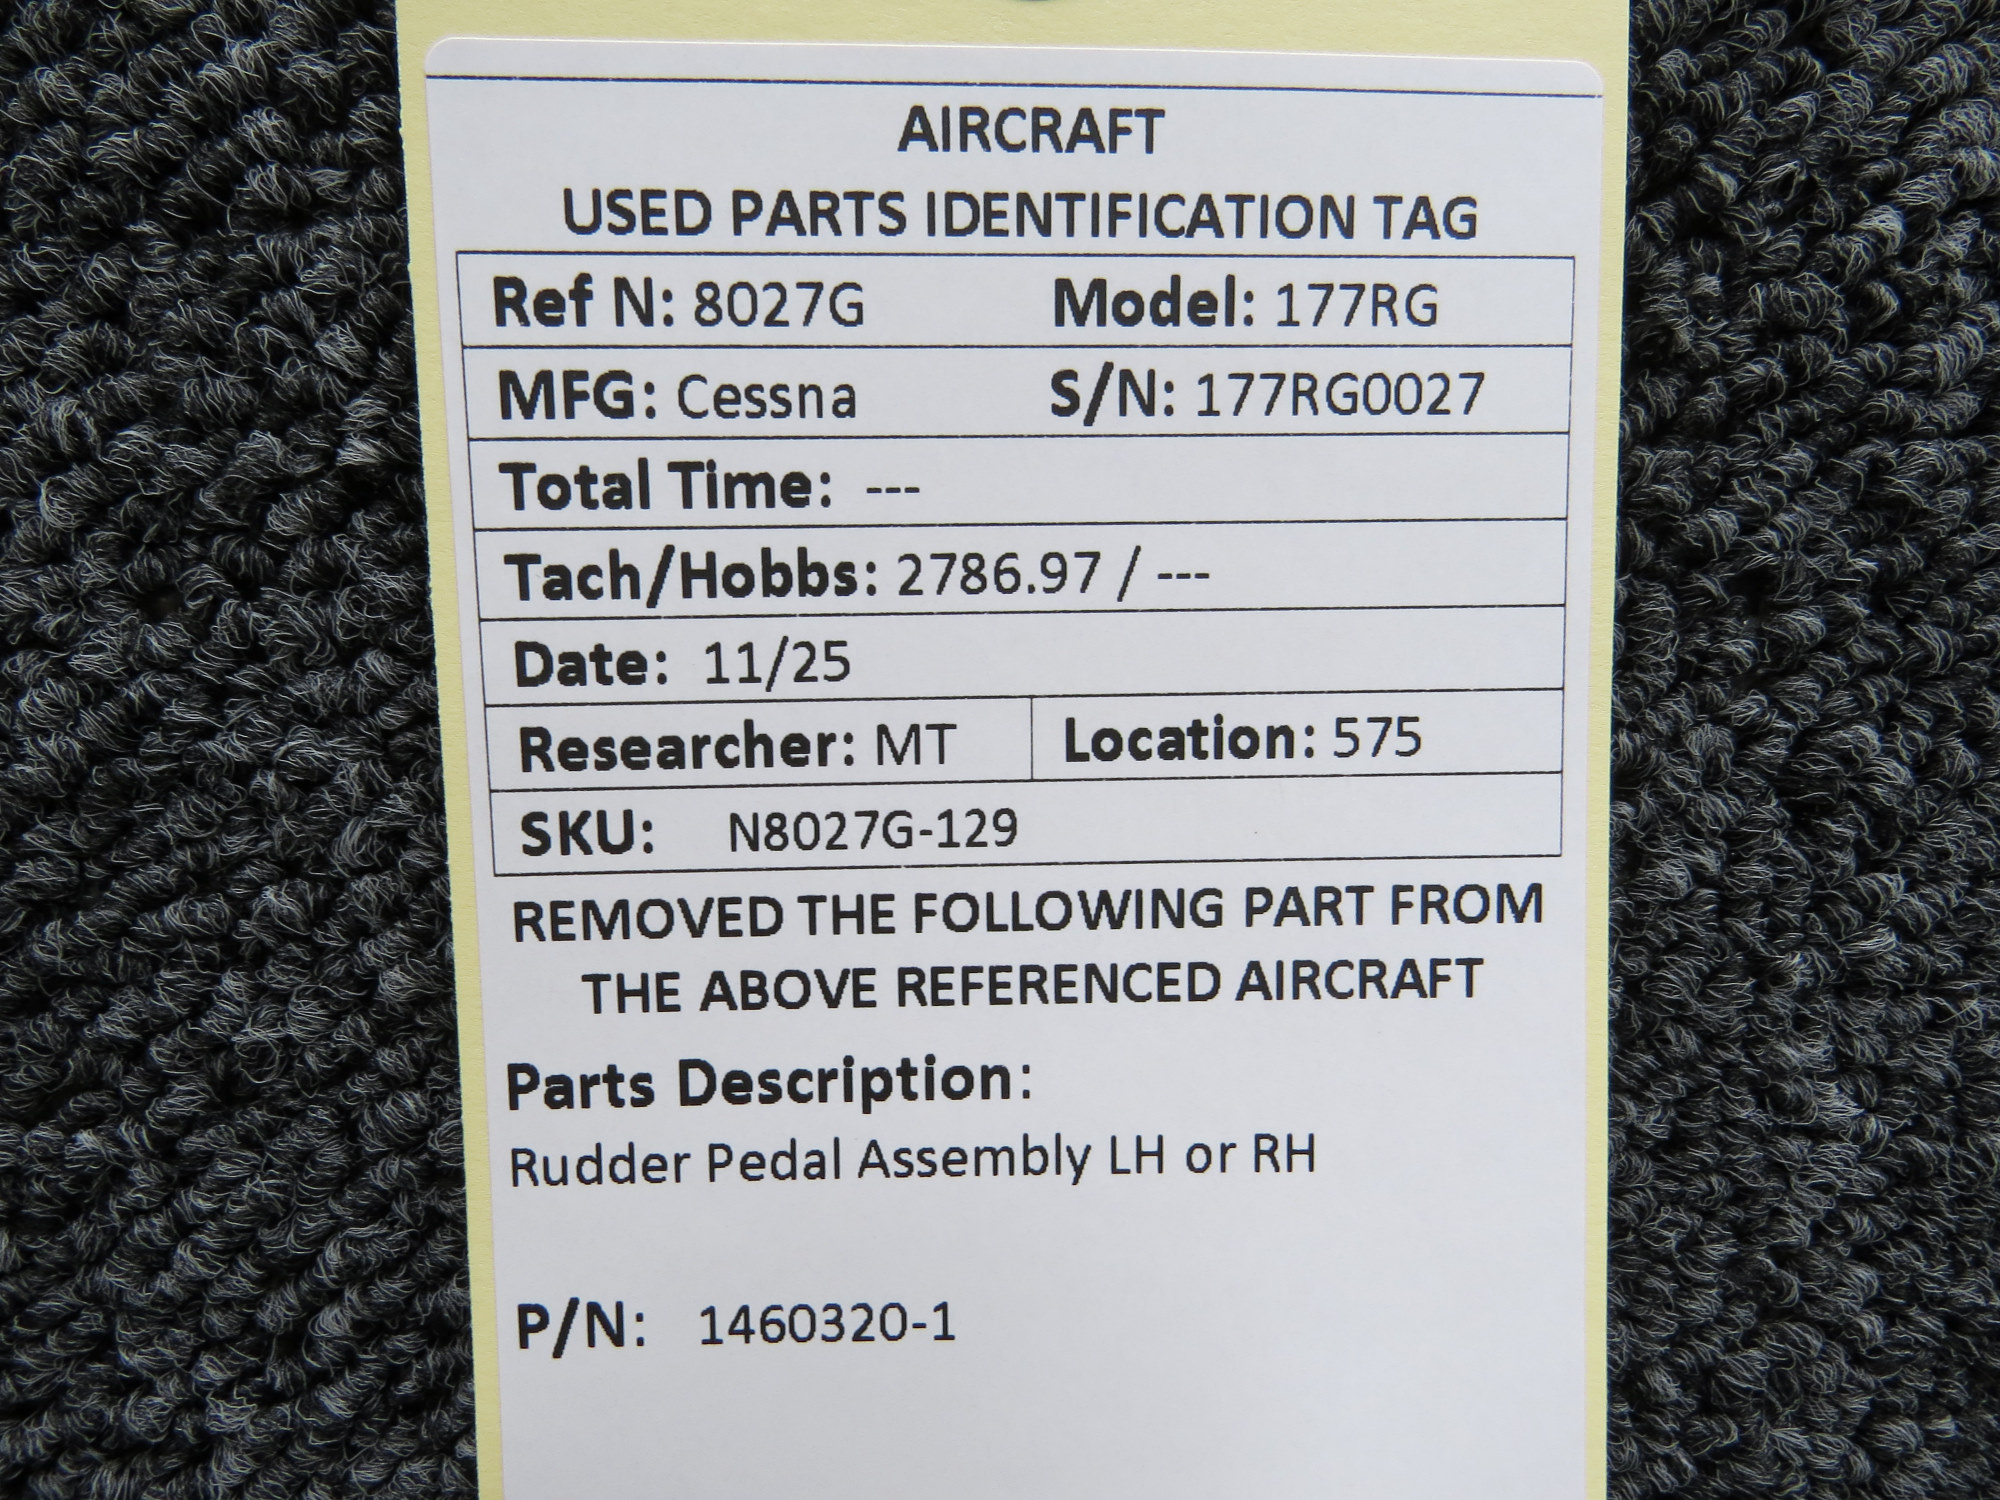 AIRCRAFT
USED PARTS IDENTIFICATION TAG
Ref N: 8027G Model: 177RG
MFG: Cessna S/N: 177RG0027
Total Time: ---
Tach/Hobbs: 2786.97 / ---
Date: 11/25
Researcher: MT Location: 575
SKU: N8027G-129
REMOVED THE FOLLOWING PART FROM
THE ABOVE REFERENCED AIRCRAFT
Parts Description:
Rudder Pedal Assembly LH or RH
P/N: 1460320-1